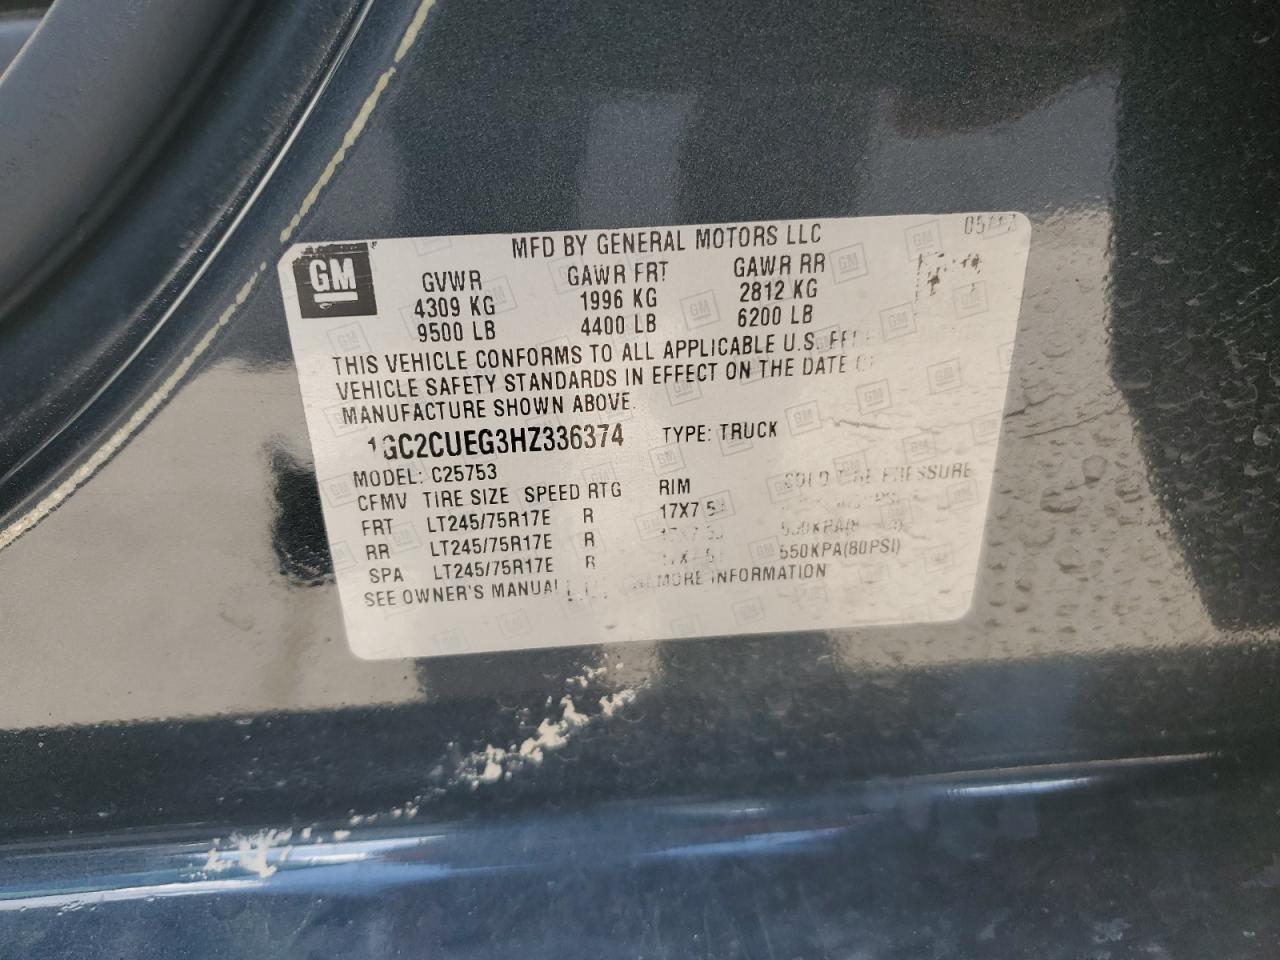 GM
MFD BY GENERAL MOTORS LLC
GVWR GAWR FRT GAWR RR
4309 KG 1996 KG 2812 KG
9500 LB 4400 LB 6200 LB
THIS VEHICLE CONFORMS TO ALL APPLICABLE U.S.
VEHICLE SAFETY STANDARDS IN EFFECT ON THE DATE
MANUFACTURE SHOWN ABOVE.
1GC2CUEG3HZ336374 TYPE: TRUCK
MODEL: C25753
CFMV TIRE SIZE SPEED RTG RIM COLD TIRE PRESSURE
FRT LT245/75R17E R
RR LT245/75R17E R
SPA LT245/75R17E R 550KPA(80PSI)
SEE OWNER'S MANUAL MORE INFORMATION